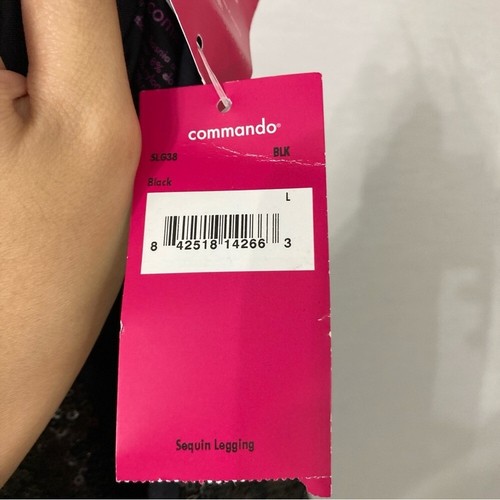 commando®
SLG38 BLK
Black
L
8 42518 14266 3
Sequin Legging